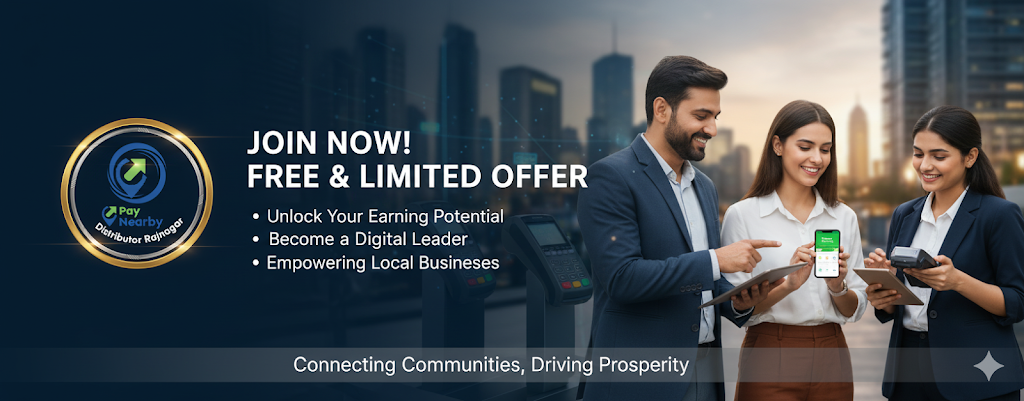 Pay
Nearby
Distributor Rajnagar
JOIN NOW!
FREE & LIMITED OFFER
• Unlock Your Earning Potential
• Become a Digital Leader
• Empowering Local Busineses
Connecting Communities, Driving Prosperity